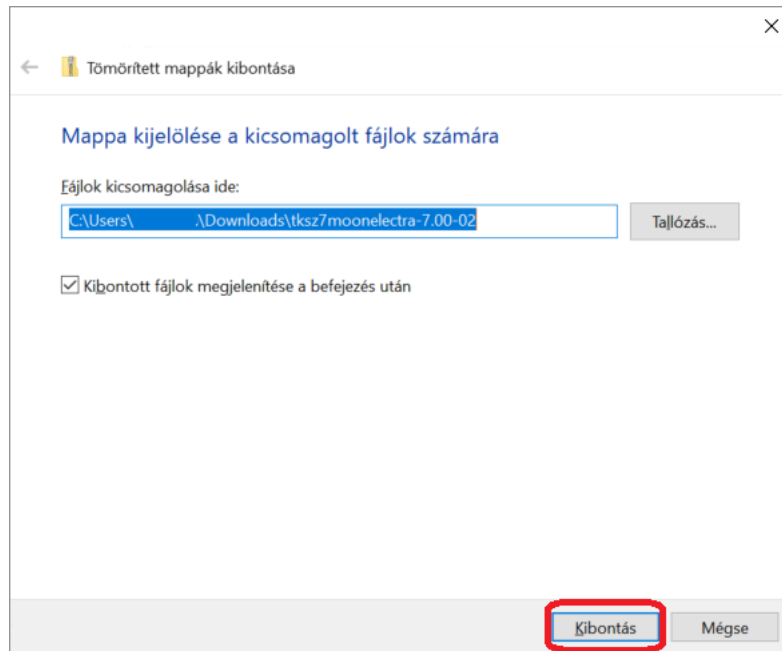 Tömörített mappák kibontása
Mappa kijelölése a kicsomagolt fájlok számára
Fájlok kicsomagolása ide:
C:\Users\ .\Downloads\tksz7moonelectra-7.00-02
Tallózás...
Kibontott fájlok megjelenítése a befejezés után
Kibontás
Mégse